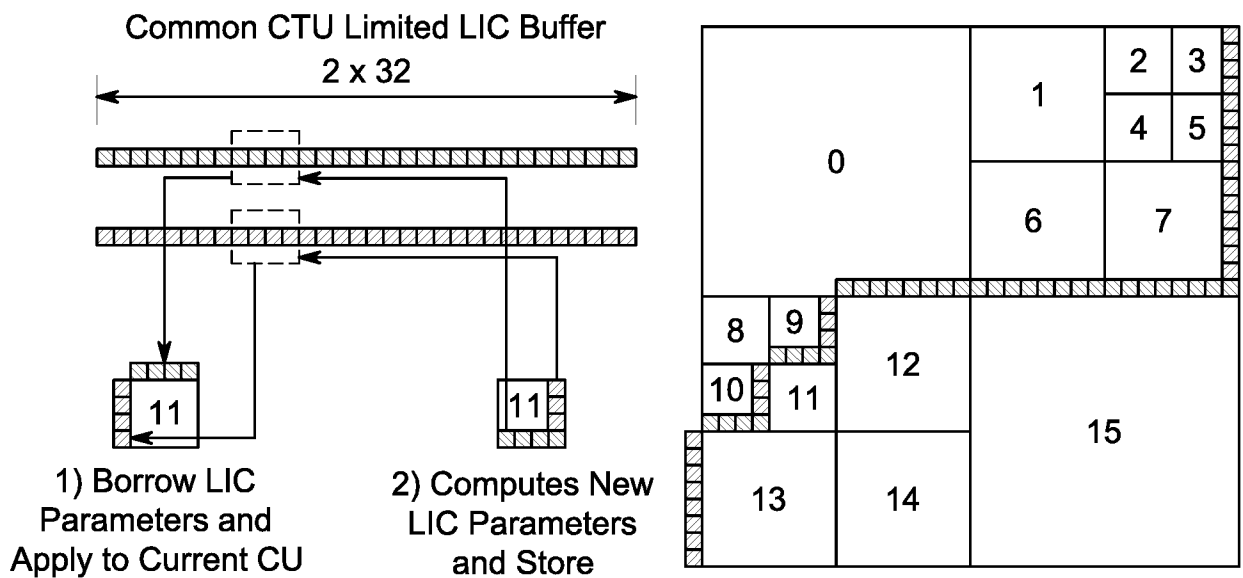 Common CTU Limited LIC Buffer
2 x 32
11
11
1) Borrow LIC
Parameters and
Apply to Current CU
2) Computes New
LIC Parameters
and Store
0
1
2
3
4
5
6
7
8
9
10
11
12
13
14
15